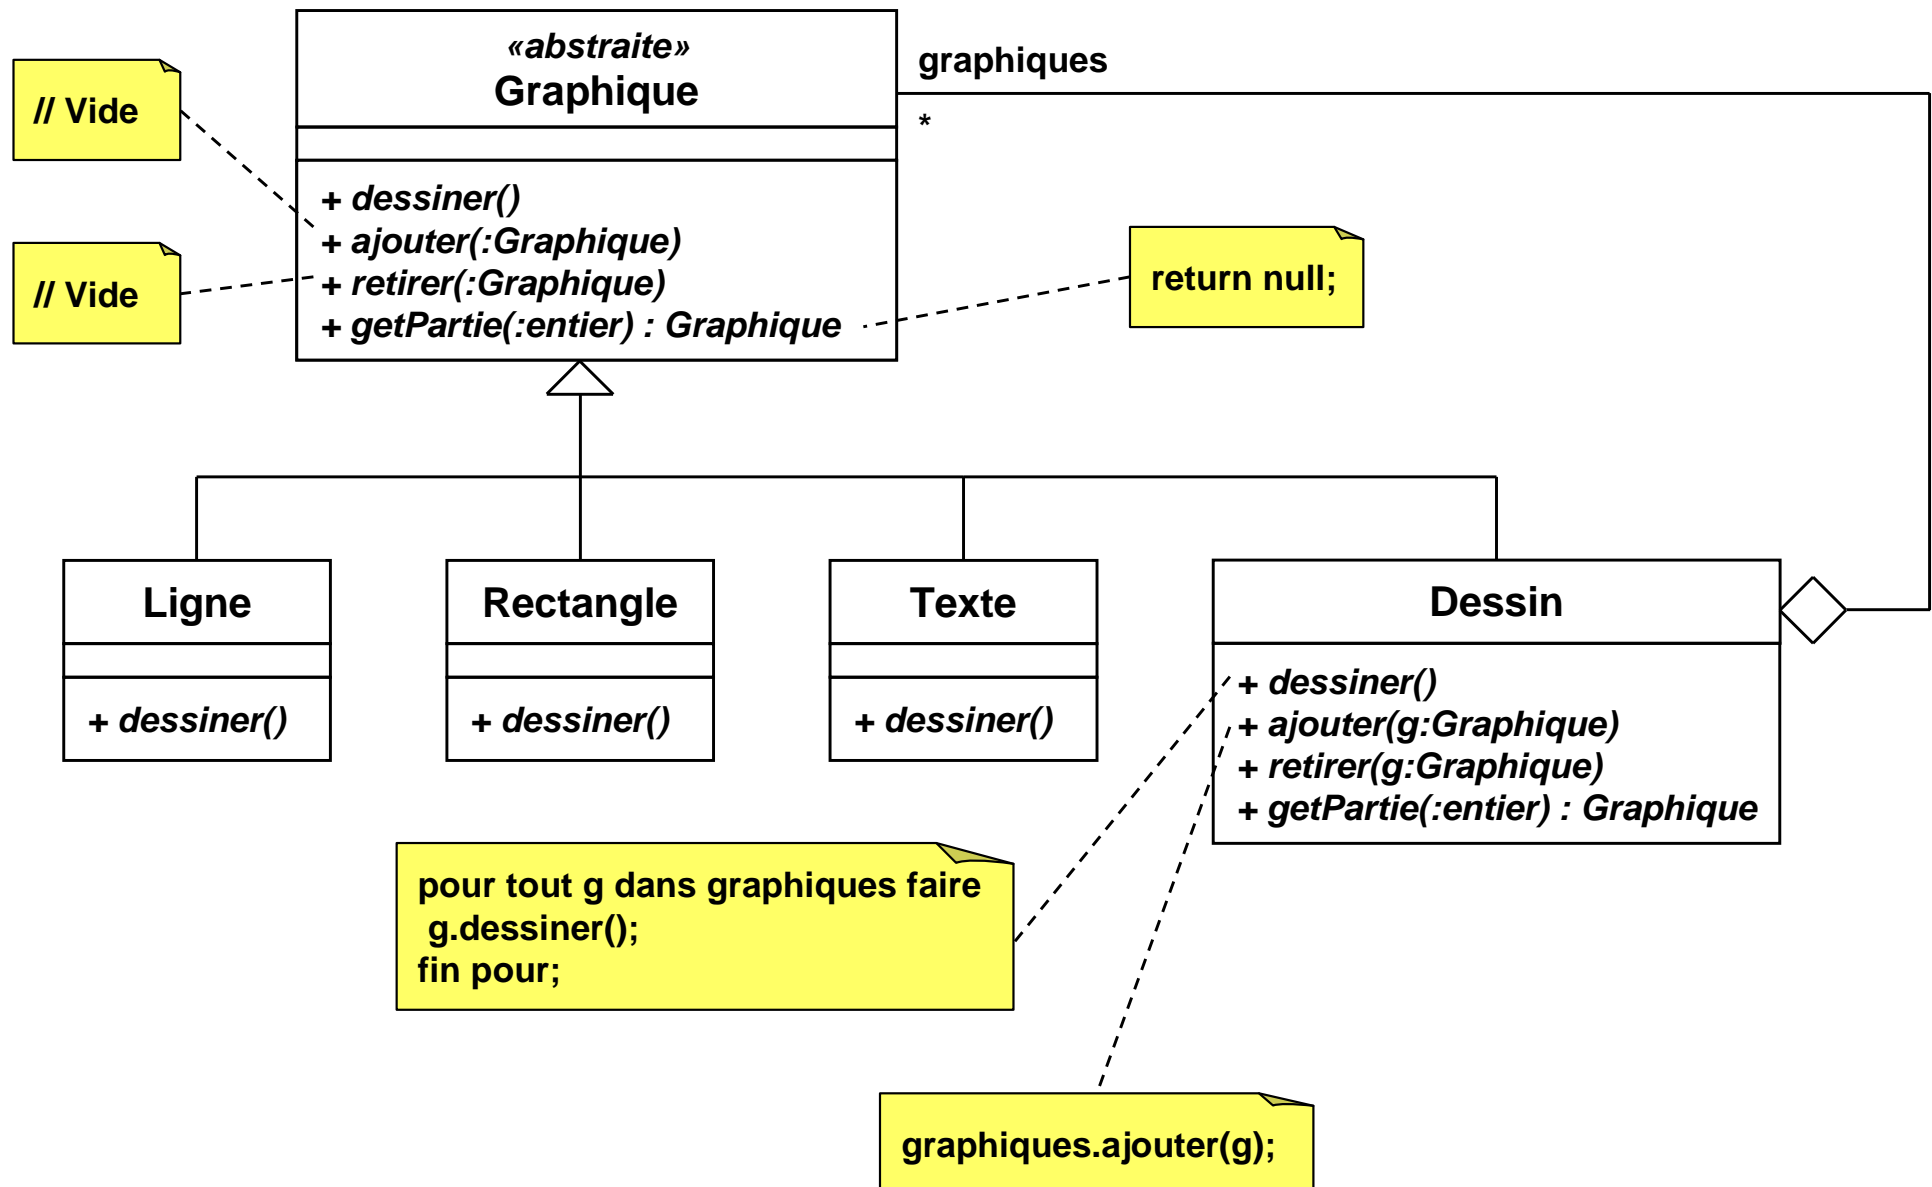 «abstraite»
Graphique
graphiques
*
// Vide
// Vide
+ dessiner()
+ ajouter(:Graphique)
+ retirer(:Graphique)
+ getPartie(:entier) : Graphique
return null;
Ligne
+ dessiner()
Rectangle
+ dessiner()
Texte
+ dessiner()
Dessin
+ dessiner()
+ ajouter(g:Graphique)
+ retirer(g:Graphique)
+ getPartie(:entier) : Graphique
pour tout g dans graphiques faire
g.dessiner();
fin pour;
graphiques.ajouter(g);